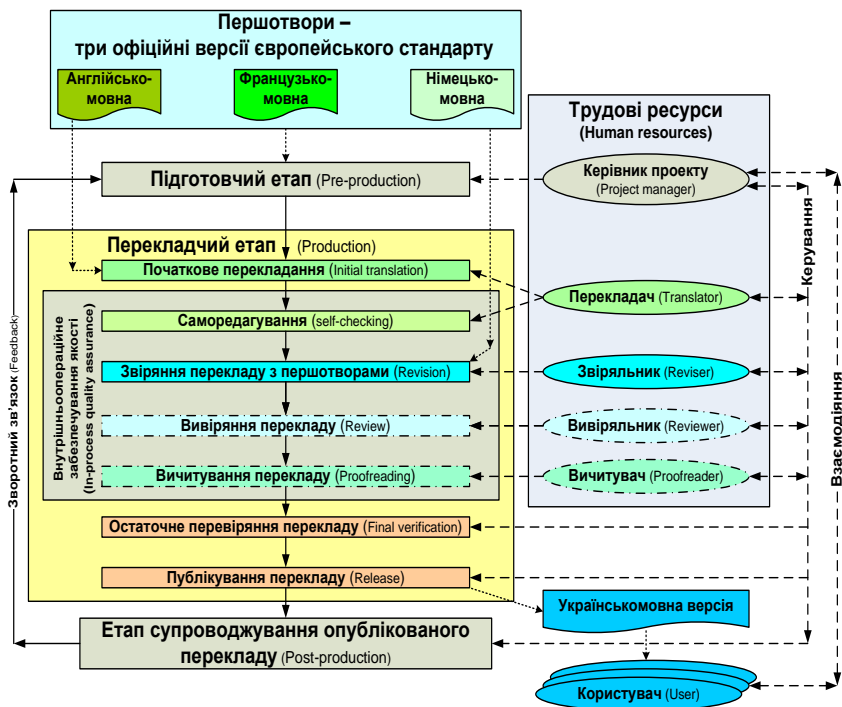 Першотвори –
три офіційні версії європейського стандарту
Англійсько-
мовна
Французько-
мовна
Німецько-
мовна
Трудові ресурси
(Human resources)
Підготовчий етап (Pre-production)
Керівник проекту
(Project manager)
Перекладчий етап (Production)
Початкове перекладання (Initial translation)
Перекладач (Translator)
Саморедагування (self-checking)
Звіряння перекладу з першотворами (Revision)
Звіряльник (Reviser)
Вивіряння перекладу (Review)
Вивіряльник (Reviewer)
Вичитування перекладу (Proofreading)
Вичитувач (Proofreader)
Внутрішньоопераційне
забезпечування якості
(In-process quality assurance)
Остаточне перевіряння перекладу (Final verification)
Публікування перекладу (Release)
Українськомовна версія
Етап супроводжування опублікованого
перекладу (Post-production)
Користувач (User)
Зворотний зв’язок (Feedback)
Керування
Взаємодіяння